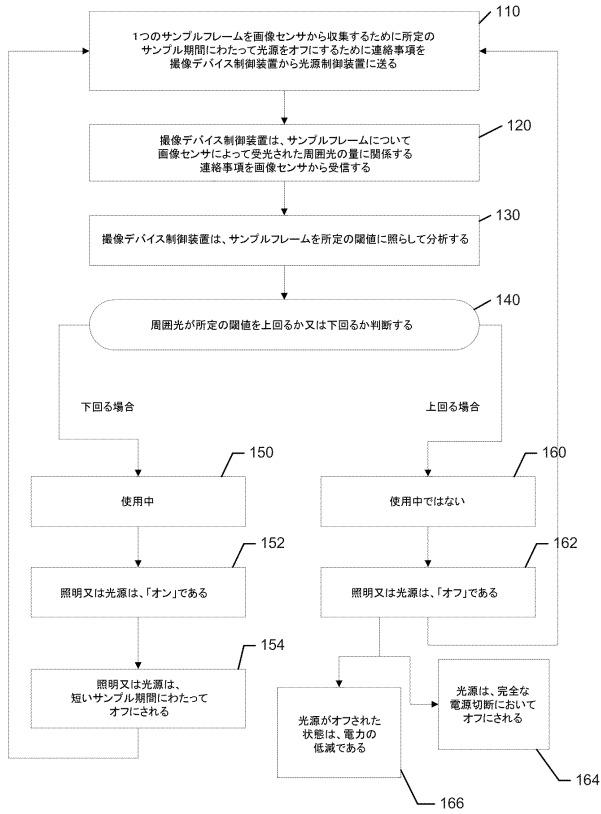 110
1つのサンプルフレームを画像センサから収集するために所定の
サンプル期間にわたって光源をオフにするために連絡事項を
撮像デバイス制御装置から光源制御装置に送る
120
撮像デバイス制御装置は、サンプルフレームについて
画像センサによって受光された周囲光の量に関係する
連絡事項を画像センサから受信する
130
撮像デバイス制御装置は、サンプルフレームを所定の閾値に照らして分析する
140
周囲光が所定の閾値を上回るか又は下回るか判断する
下回る場合
上回る場合
150
使用中
160
使用中ではない
152
照明又は光源は、「オン」である
162
照明又は光源は、「オフ」である
154
照明又は光源は、
短いサンプル期間にわたって
オフにされる
光源がオフされた
状態は、電力の
低減である
166
光源は、完全な
電源切断において
オフにされる
164